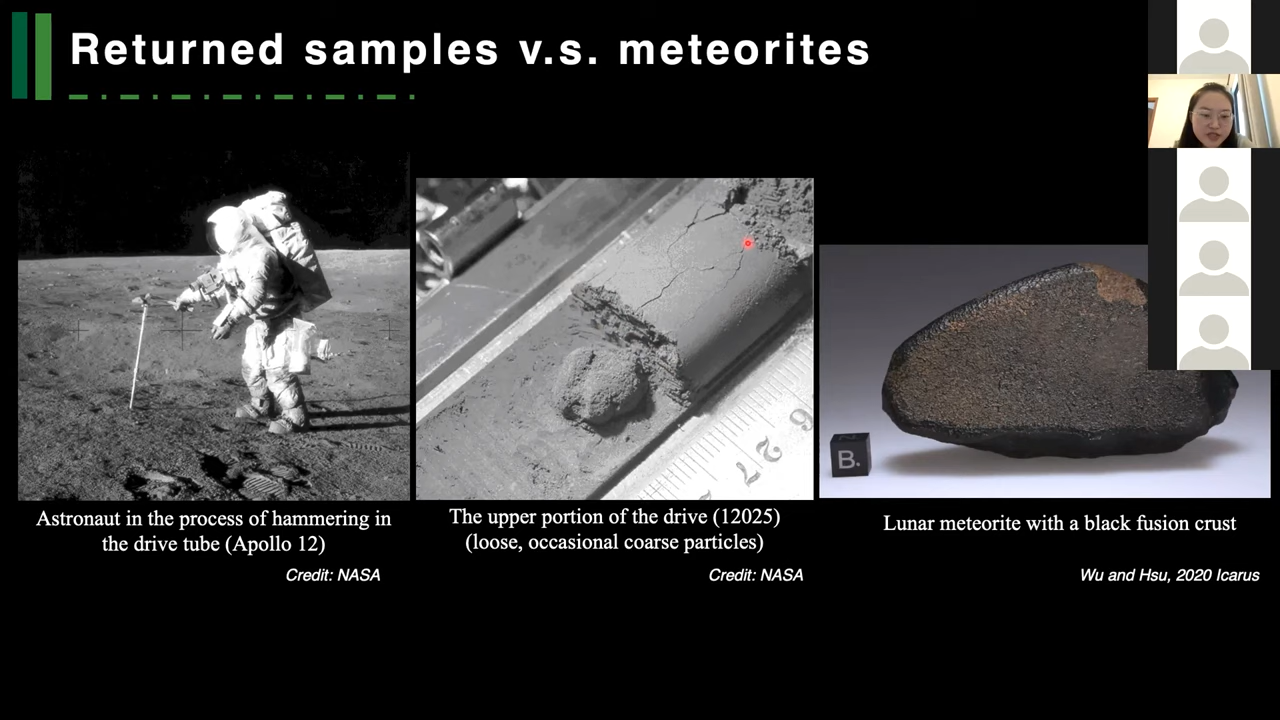 Returned samples v.s. meteorites
27
6
B.
Astronaut in the process of hammering in
the drive tube (Apollo 12)
Credit: NASA
The upper portion of the drive (12025)
(loose, occasional coarse particles)
Credit: NASA
Lunar meteorite with a black fusion crust
Wu and Hsu, 2020 Icarus